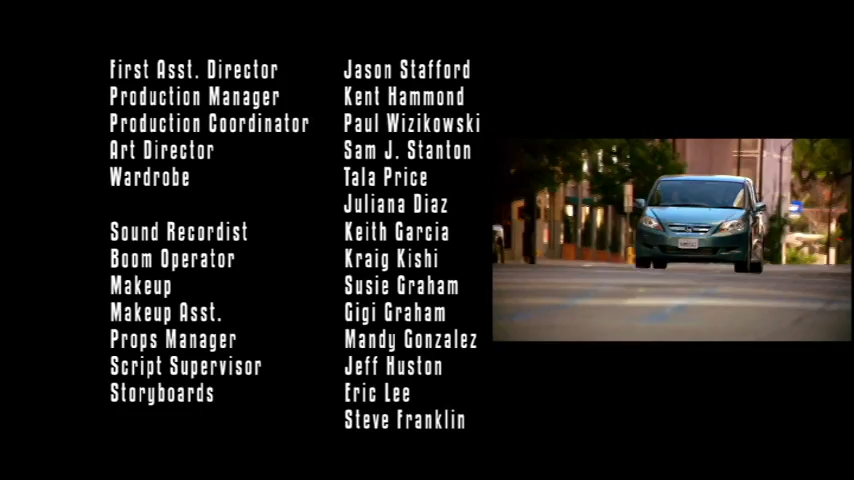 First Asst. Director Jason Stafford
Production Manager Kent Hammond
Production Coordinator Paul Wizikowski
Art Director Sam J. Stanton
Wardrobe Tala Price
Juliana Diaz
Sound Recordist Keith Garcia
Boom Operator Kraig Kishi
Makeup Susie Graham
Makeup Asst. Gigi Graham
Props Manager Mandy Gonzalez
Script Supervisor Jeff Huston
Storyboards Eric Lee
Steve Franklin